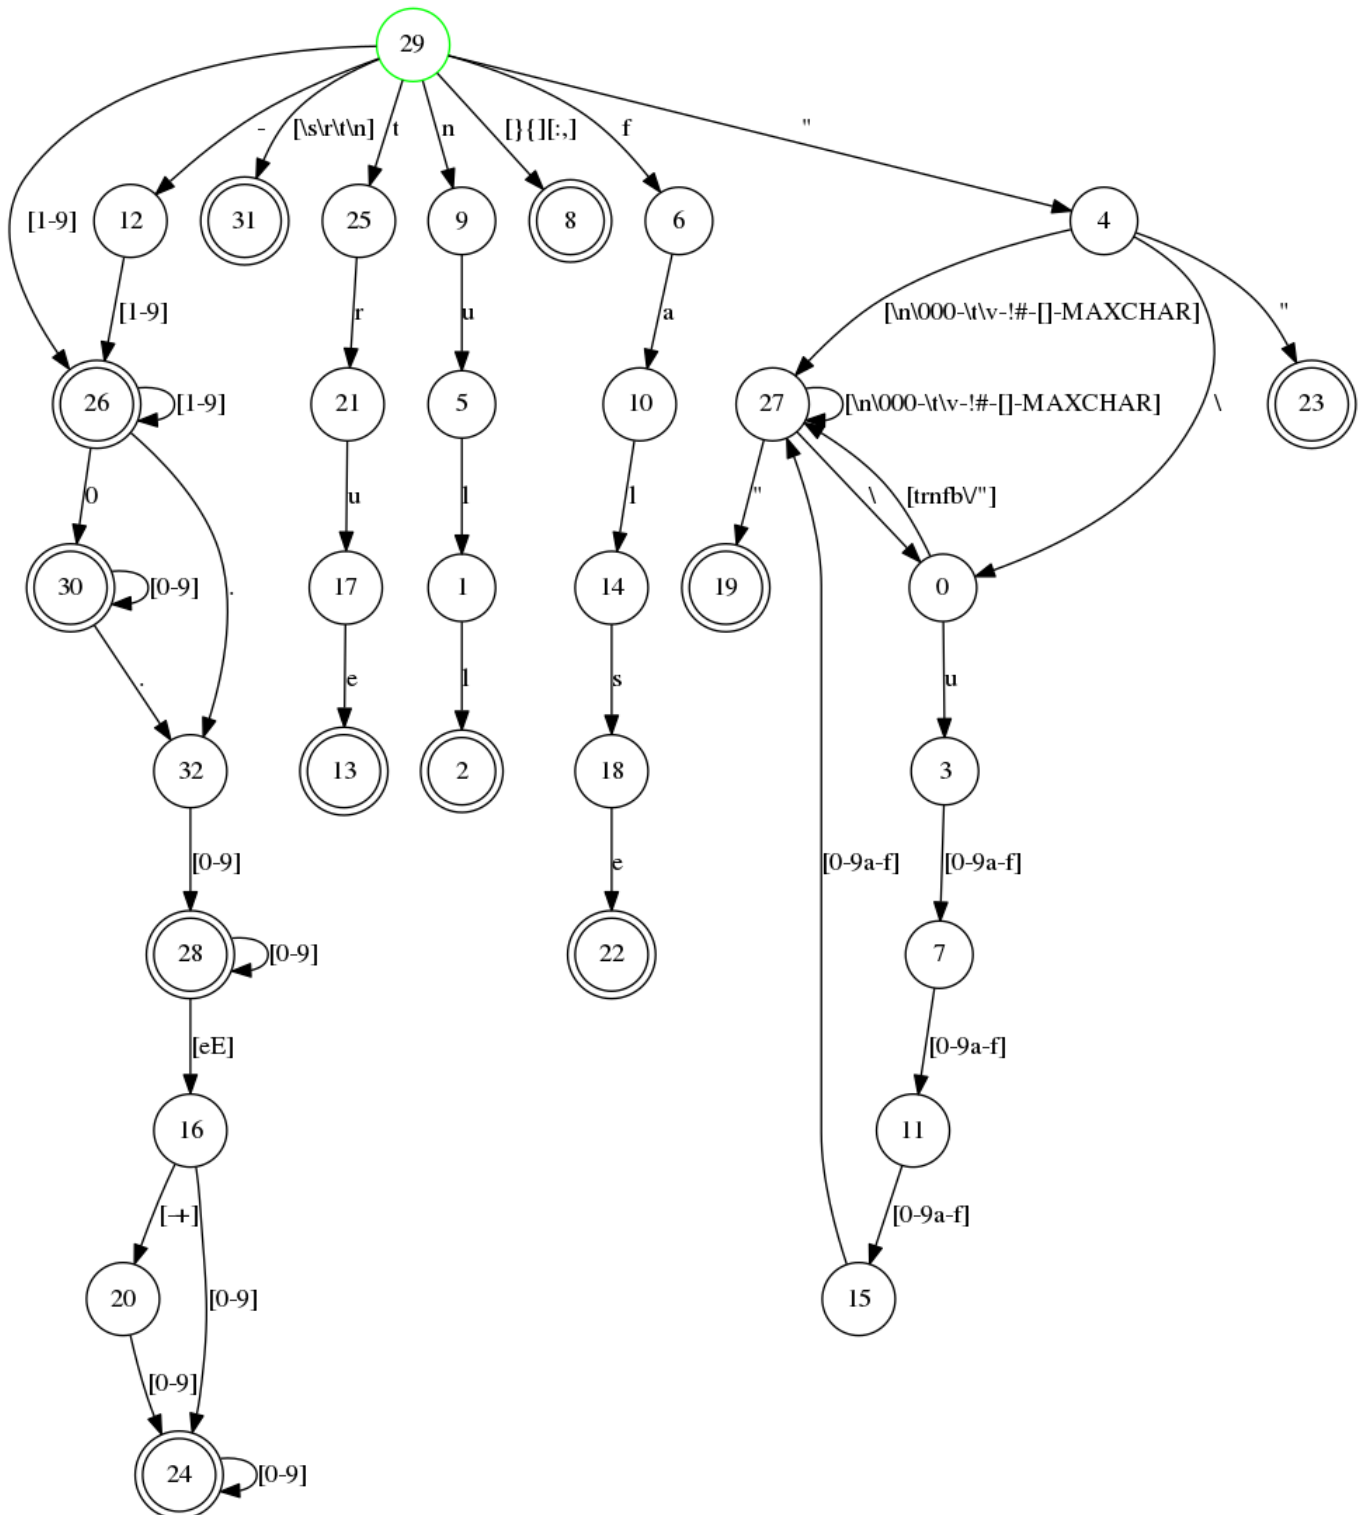 29
- [\s\r\t\n] t n [}{][:,] f "
[1-9] 12 31 25 9 8 6 4
[1-9] r u a [\n\000-\t\v-!#-[]-MAXCHAR] "
26 [1-9] 21 5 10 27 [\n\000-\t\v-!#-[]-MAXCHAR] \ 23
0 u l l " \ [trnfb\/"]
30 [0-9] . 17 1 14 19 0
. e l s u
32 13 2 18 3
[0-9] e [0-9a-f] [0-9a-f]
28 [0-9] 22 7
[eE] [0-9a-f]
16 11
[-+] [0-9a-f]
20 [0-9] 15
[0-9]
24 [0-9]